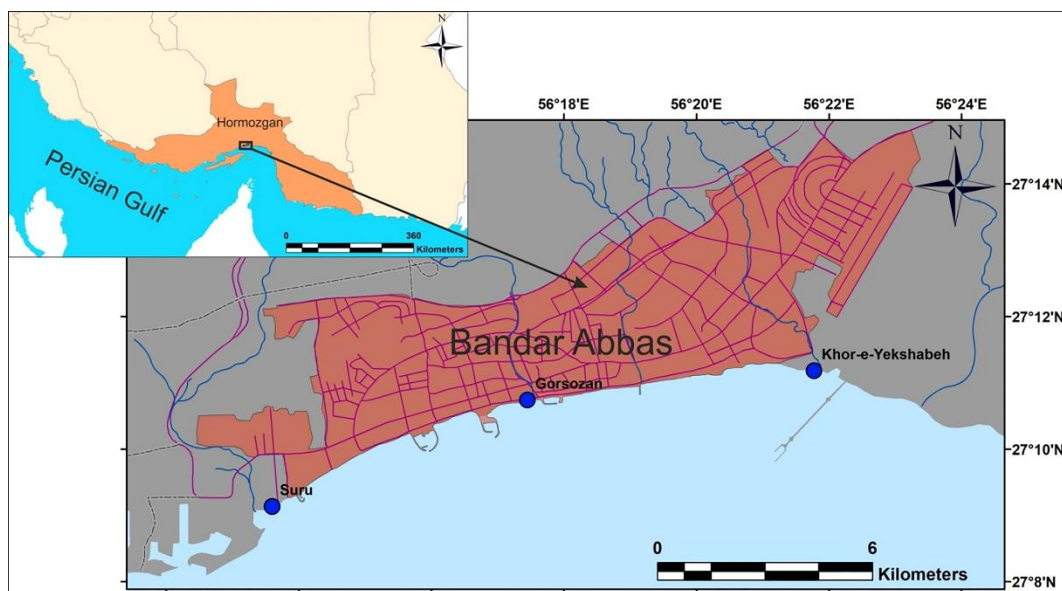 N
Hormozgan
Persian Gulf
0 360
Kilometers
56°18'E 56°20'E 56°22'E 56°24'E
N
27°14'N
27°12'N
Bandar Abbas
Khor-e-Yekshabeh
Gorsozan
27°10'N
Suru
0 6
Kilometers
27°8'N